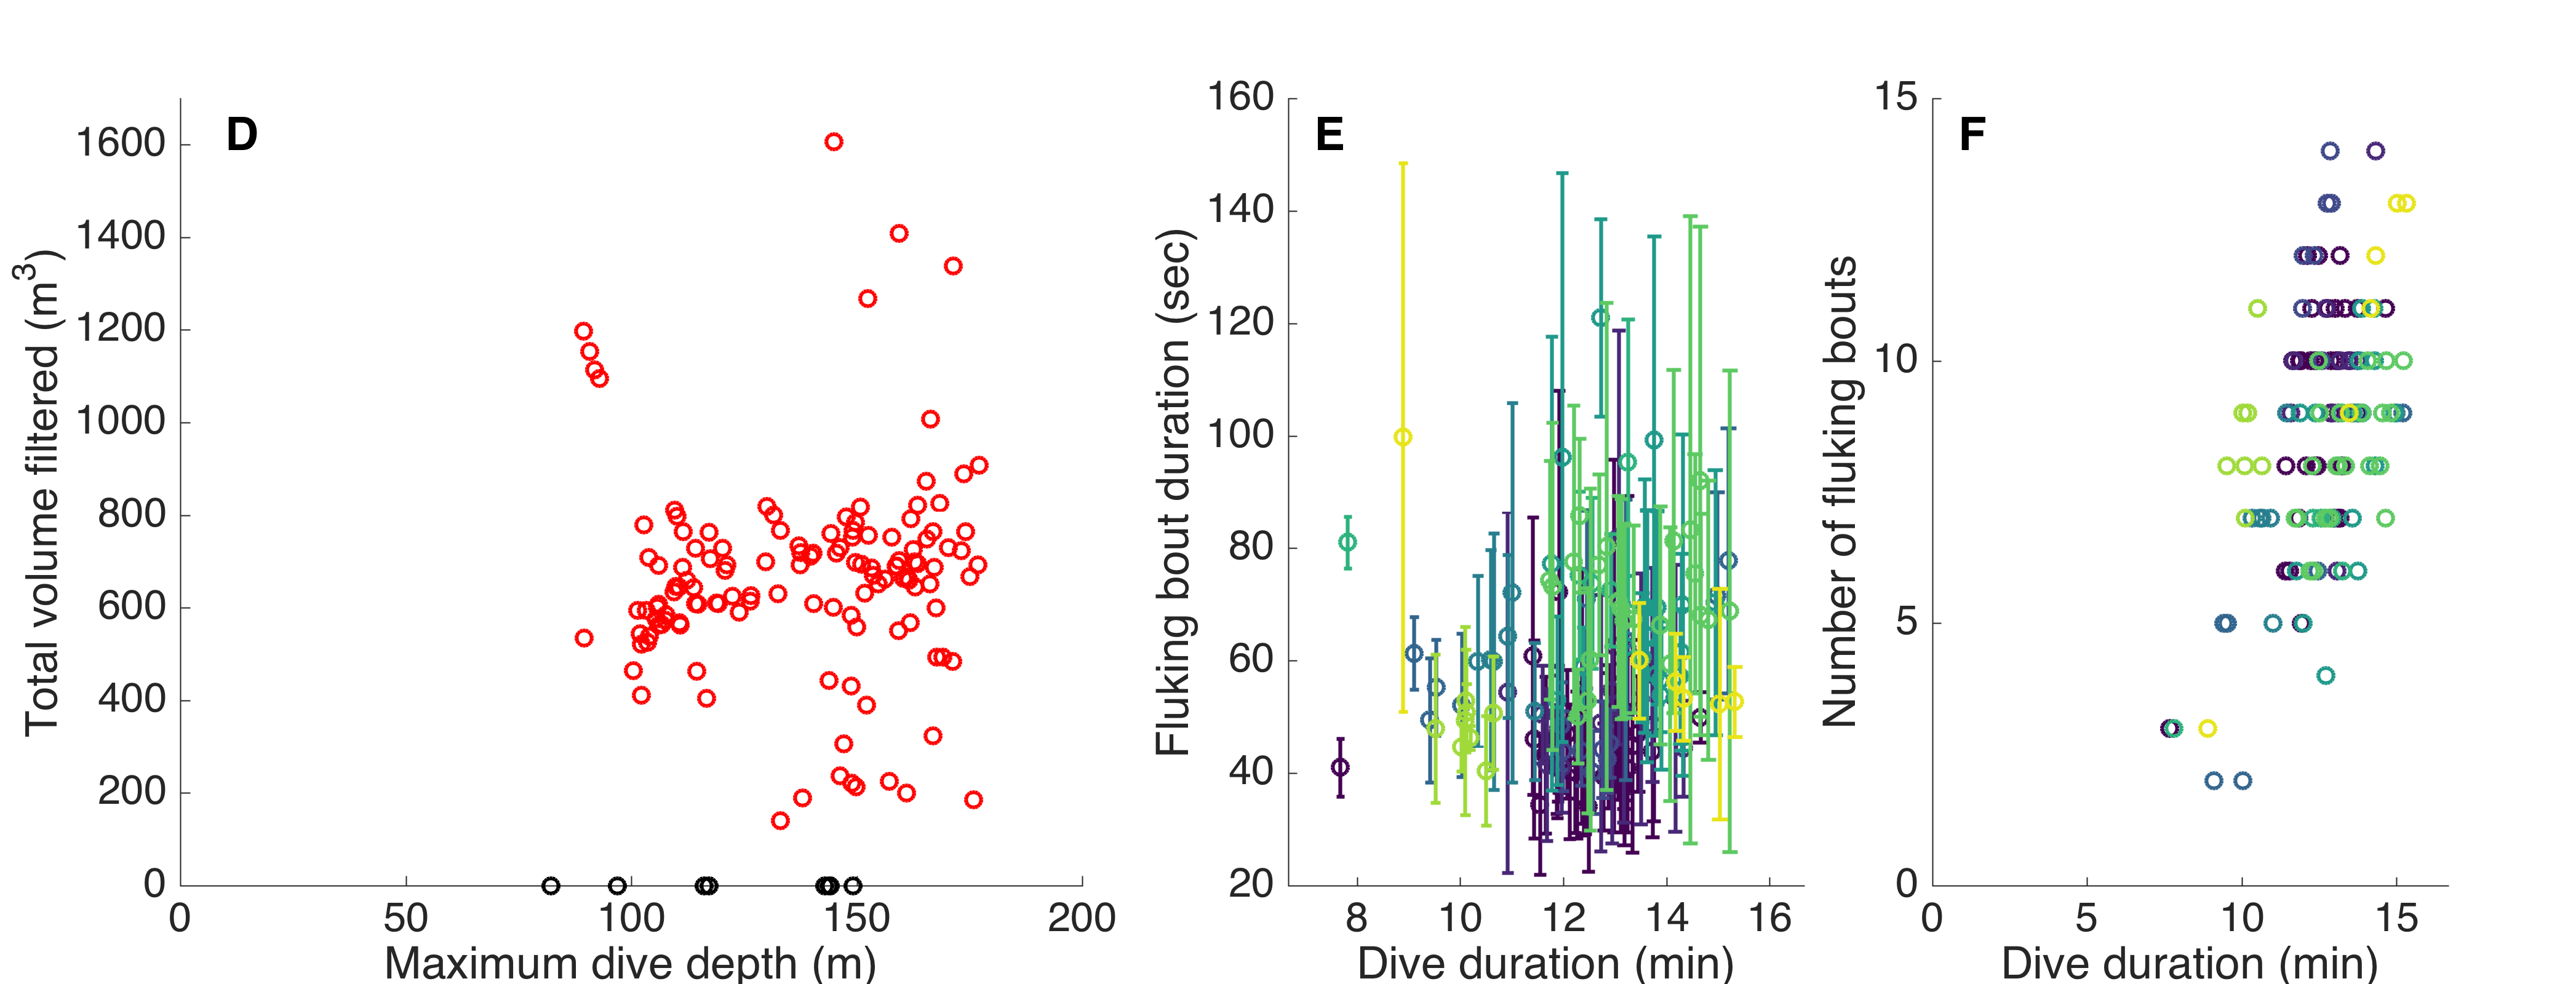 D
Total volume filtered (m³)
1600
1400
1200
1000
800
600
400
200
0
0 50 100 150 200
Maximum dive depth (m)
E
Fluking bout duration (sec)
160
140
120
100
80
60
40
20
8 10 12 14 16
Dive duration (min)
F
Number of fluking bouts
15
10
5
0
0 5 10 15
Dive duration (min)